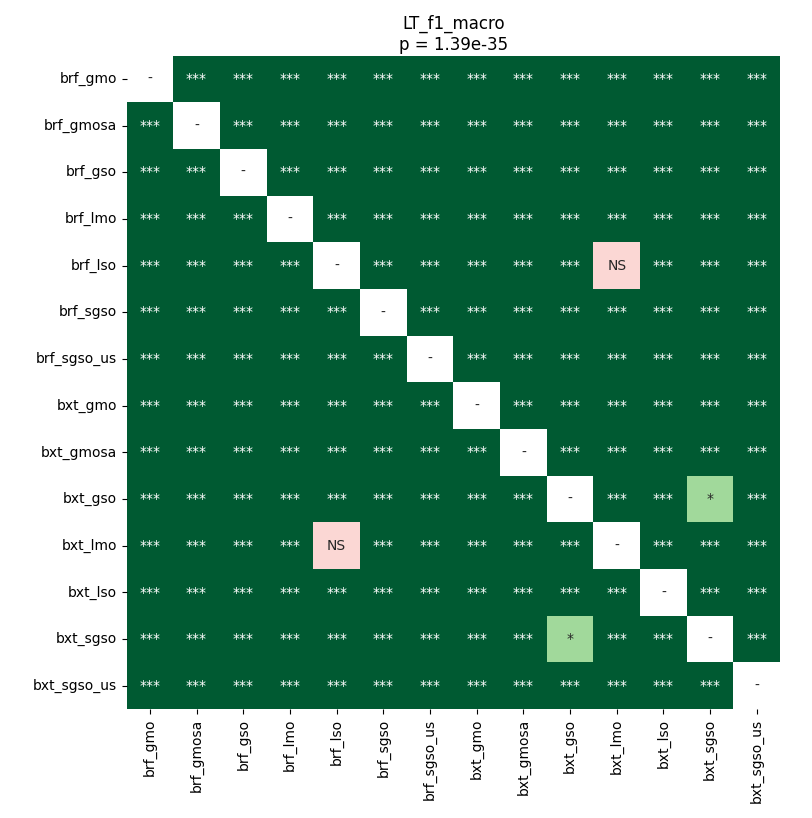 LT_f1_macro
p = 1.39e-35
brf_gmo - *** *** *** *** *** *** *** *** *** *** *** *** ***
brf_gmosa *** - *** *** *** *** *** *** *** *** *** *** *** ***
brf_gso *** *** - *** *** *** *** *** *** *** *** *** *** ***
brf_lmo *** *** *** - *** *** *** *** *** *** *** *** *** ***
brf_lso *** *** *** *** - *** *** *** *** *** NS *** *** ***
brf_sgso *** *** *** *** *** - *** *** *** *** *** *** *** ***
brf_sgso_us *** *** *** *** *** *** - *** *** *** *** *** *** ***
bxt_gmo *** *** *** *** *** *** *** - *** *** *** *** *** ***
bxt_gmosa *** *** *** *** *** *** *** *** - *** *** *** *** ***
bxt_gso *** *** *** *** *** *** *** *** *** - *** *** * ***
bxt_lmo *** *** *** *** NS *** *** *** *** *** - *** *** ***
bxt_lso *** *** *** *** *** *** *** *** *** *** *** - *** ***
bxt_sgso *** *** *** *** *** *** *** *** *** * *** *** - ***
bxt_sgso_us *** *** *** *** *** *** *** *** *** *** *** *** *** -
brf_gmo
brf_gmosa
brf_gso
brf_lmo
brf_lso
brf_sgso
brf_sgso_us
bxt_gmo
bxt_gmosa
bxt_gso
bxt_lmo
bxt_lso
bxt_sgso
bxt_sgso_us